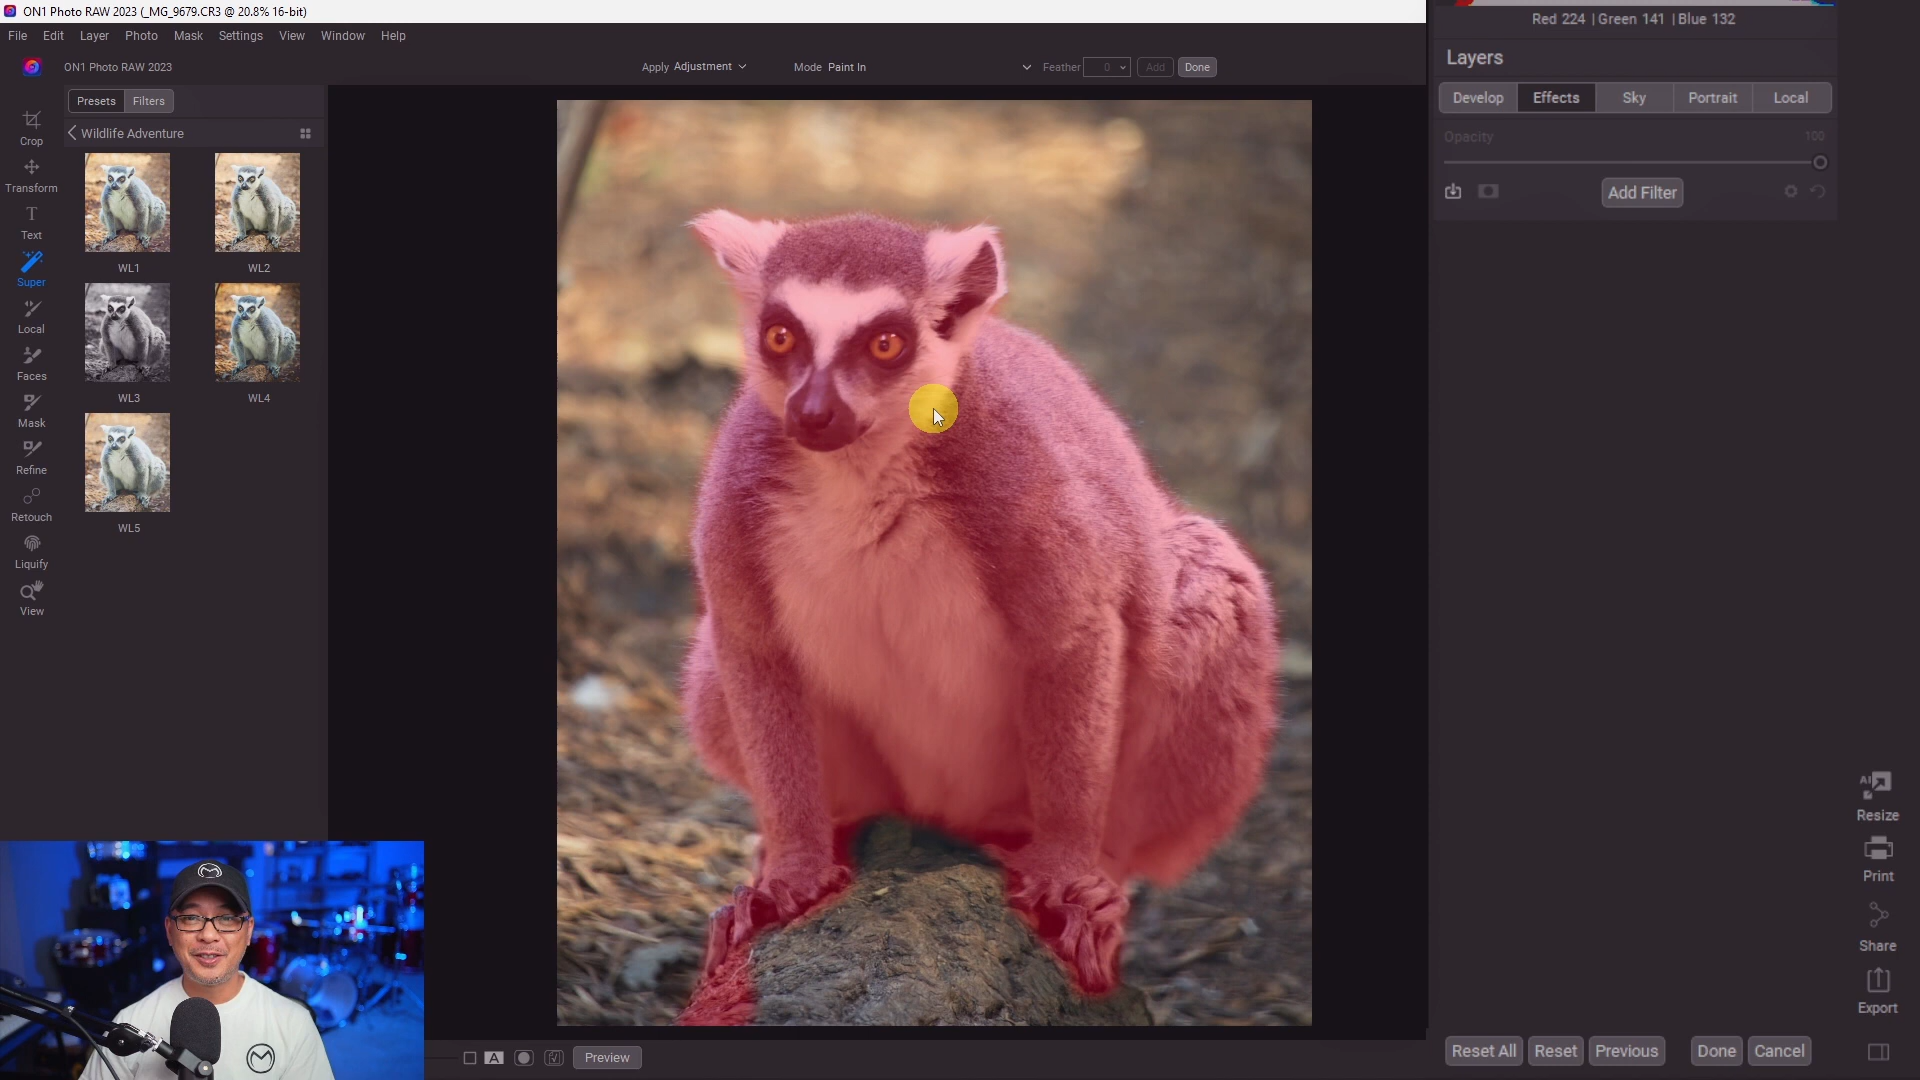 ON1 Photo RAW 2023 (_MG_9679.CR3 @ 20.8% 16-bit)
File Edit Layer Photo Mask Settings View Window Help
ON1 Photo RAW 2023
Apply Adjustment Mode Paint In Feather 0 Add Done
Presets Filters
Wildlife Adventure
Crop
Transform
Text
Super
Local
Faces
Mask
Refine
Retouch
Liquify
View
WL1 WL2
WL3 WL4
WL5
A Preview
Red 224 | Green 141 | Blue 132
Layers
Develop Effects Sky Portrait Local
Opacity 100
Add Filter
AI
Resize
Print
Share
Export
Reset All Reset Previous Done Cancel